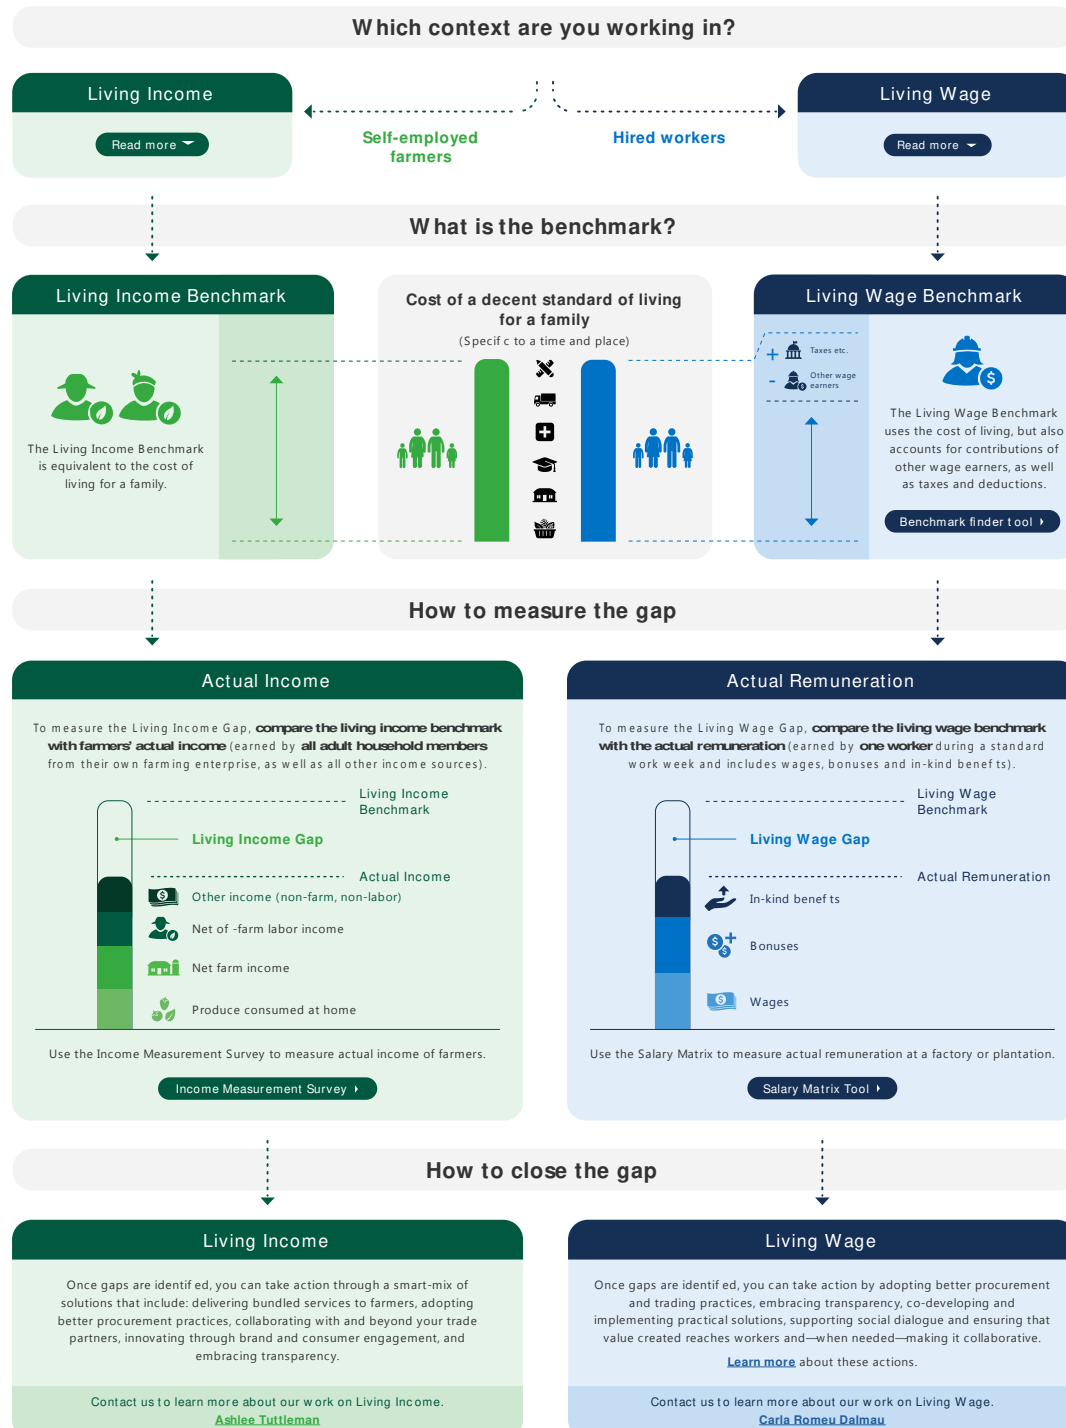 Which context are you working in?
Living Income
Read more
Self-employed
farmers
Hired workers
Living Wage
Read more
What is the benchmark?
Living Income Benchmark
The Living Income Benchmark
is equivalent to the cost of
living for a family.
Cost of a decent standard of living
for a family
(Specif c to a time and place)
Living Wage Benchmark
+ Taxes etc.
- Other wage
earners
The Living Wage Benchmark
uses the cost of living, but also
accounts for contributions of
other wage earners, as well
as taxes and deductions.
Benchmark finder tool
How to measure the gap
Actual Income
To measure the Living Income Gap, compare the living income benchmark
with farmers' actual income (earned by all adult household members
from their own farming enterprise, as well as all other income sources).
Living Income
Benchmark
Living Income Gap
Actual Income
Other income (non-farm, non-labor)
Net of -farm labor income
Net farm income
Produce consumed at home
Use the Income Measurement Survey to measure actual income of farmers.
Income Measurement Survey
Actual Remuneration
To measure the Living Wage Gap, compare the living wage benchmark
with the actual remuneration (earned by one worker during a standard
work week and includes wages, bonuses and in-kind benef ts).
Living Wage
Benchmark
Living Wage Gap
Actual Remuneration
In-kind benef ts
Bonuses
Wages
Use the Salary Matrix to measure actual remuneration at a factory or plantation.
Salary Matrix Tool
How to close the gap
Living Income
Once gaps are identif ed, you can take action through a smart-mix of
solutions that include: delivering bundled services to farmers, adopting
better procurement practices, collaborating with and beyond your trade
partners, innovating through brand and consumer engagement, and
embracing transparency.
Contact us to learn more about our work on Living Income.
Ashlee Tuttleman
Living Wage
Once gaps are identif ed, you can take action by adopting better procurement
and trading practices, embracing transparency, co-developing and
implementing practical solutions, supporting social dialogue and ensuring that
value created reaches workers and—when needed—making it collaborative.
Learn more about these actions.
Contact us to learn more about our work on Living Wage.
Carla Romeu Dalmau